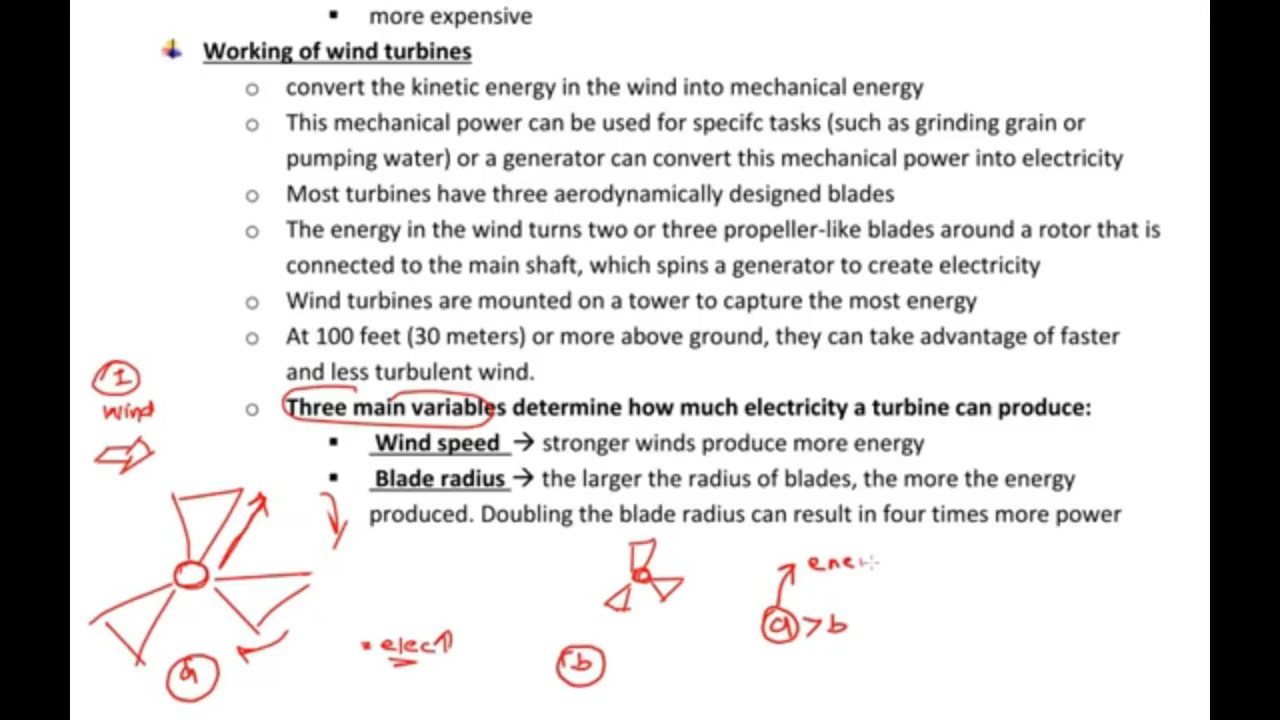 ▪ more expensive
Working of wind turbines
o convert the kinetic energy in the wind into mechanical energy
o This mechanical power can be used for specifc tasks (such as grinding grain or
pumping water) or a generator can convert this mechanical power into electricity
o Most turbines have three aerodynamically designed blades
o The energy in the wind turns two or three propeller-like blades around a rotor that is
connected to the main shaft, which spins a generator to create electricity
o Wind turbines are mounted on a tower to capture the most energy
o At 100 feet (30 meters) or more above ground, they can take advantage of faster
and less turbulent wind.
1
Wind
o Three main variables determine how much electricity a turbine can produce:
▪ Wind speed → stronger winds produce more energy
▪ Blade radius → the larger the radius of blades, the more the energy
produced. Doubling the blade radius can result in four times more power
ener
a > b
elec↑
b
a